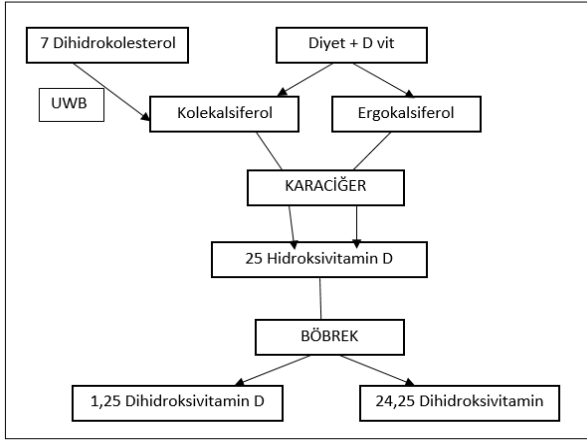 7 Dihidrokolesterol
Diyet + D vit
UWB
Kolekalsiferol
Ergokalsiferol
KARACİĞER
25 Hidroksivitamin D
BÖBREK
1,25 Dihidroksivitamin D
24,25 Dihidroksivitamin